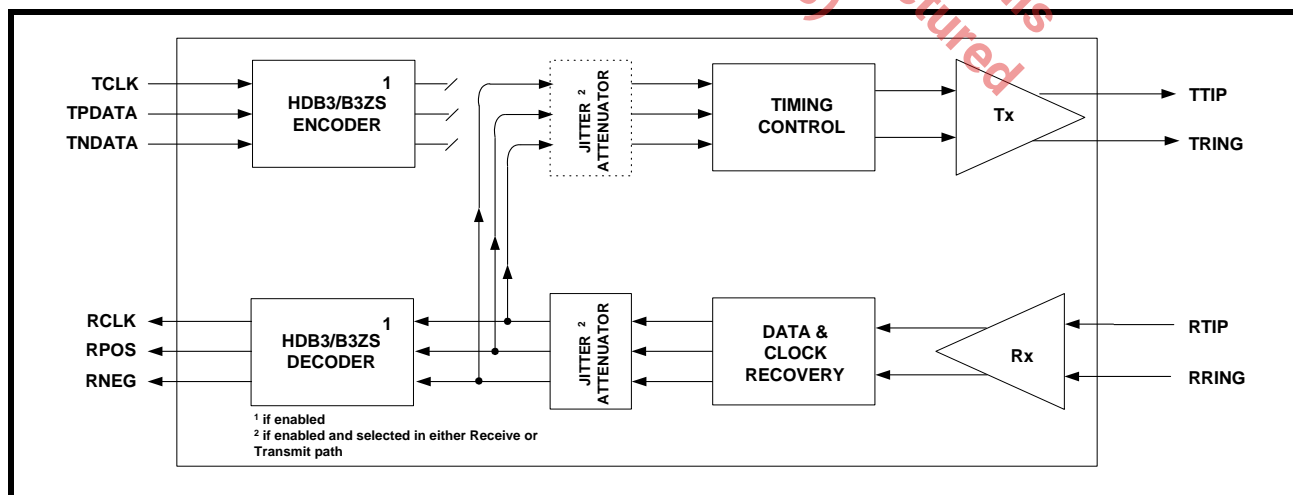 TCLK
TPDATA
TNDATA
1
HDB3/B3ZS
ENCODER
JITTER 2
ATTENUATOR
TIMING
CONTROL
Tx
TTIP
TRING
RCLK
RPOS
RNEG
1
HDB3/B3ZS
DECODER
JITTER 2
ATTENUATOR
DATA &
CLOCK
RECOVERY
Rx
RTIP
RRING
1 if enabled
2 if enabled and selected in either Receive or
Transmit path